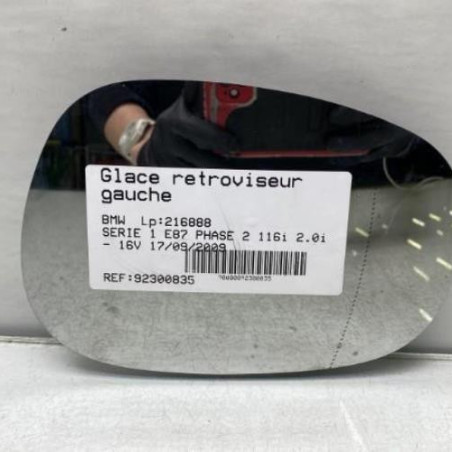 Glace retroviseur
gauche
BMW Lp:216888
SERIE 1 E87 PHASE 2 116i 2.0i
- 16V 17/09/2009
REF:92300835